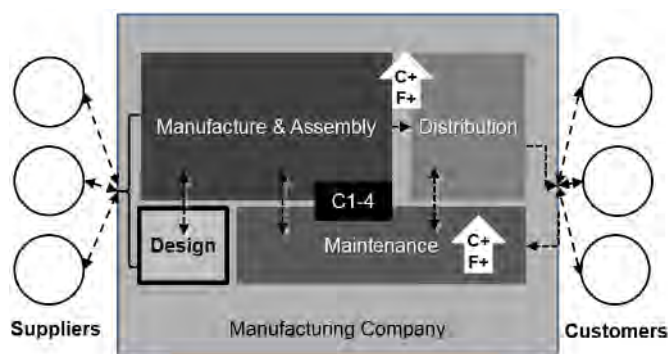 C+
F+
Manufacture & Assembly
Distribution
C1-4
Design
Maintenance
C+
F+
Suppliers
Manufacturing Company
Customers